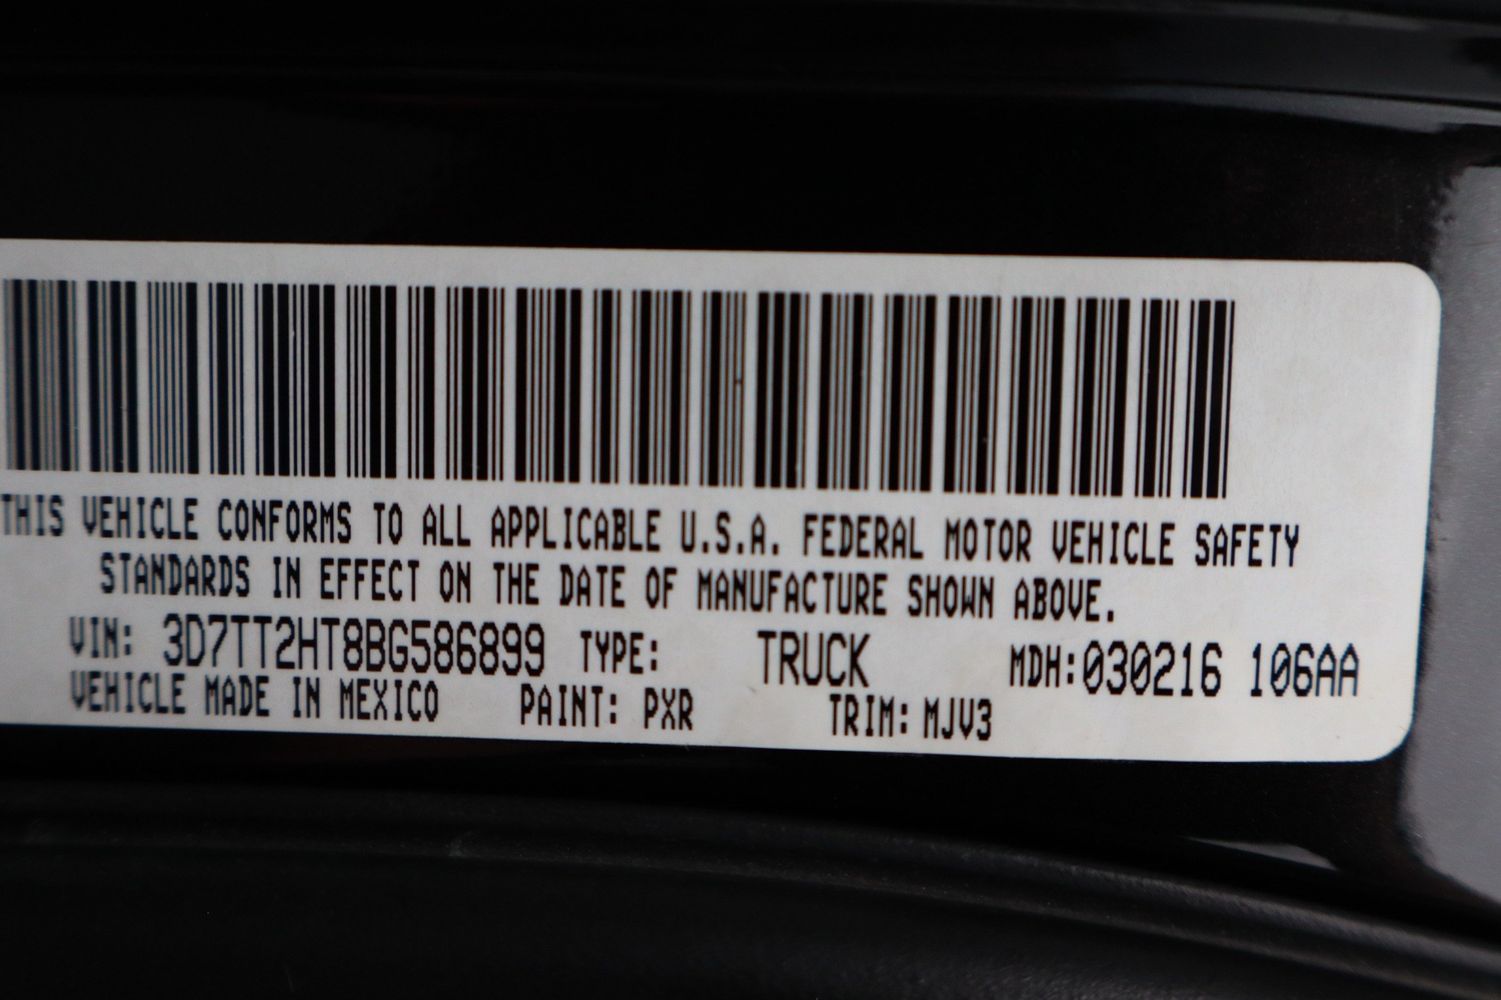 THIS VEHICLE CONFORMS TO ALL APPLICABLE U.S.A. FEDERAL MOTOR VEHICLE SAFETY
STANDARDS IN EFFECT ON THE DATE OF MANUFACTURE SHOWN ABOVE.
VIN: 3D7TT2HT8BG586899 TYPE: TRUCK MDH:030216 106AA
VEHICLE MADE IN MEXICO PAINT: PXR TRIM: MJV3